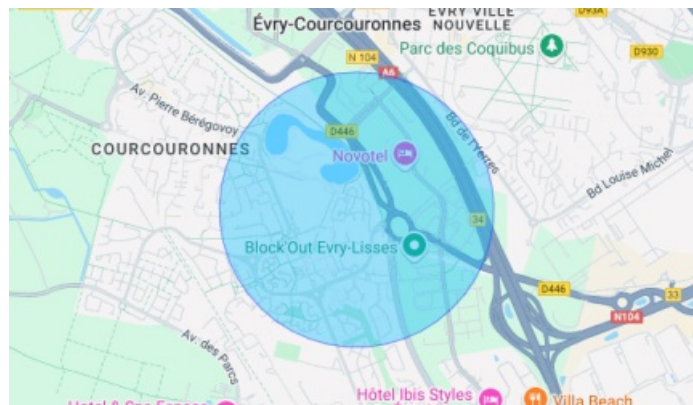 EVRY VILLE
NOUVELLE
D93A
Évry-Courcouronnes
Parc des Coquibus
D930
N 104
A6
Av. Pierre Bérégovoy
Bd de l'Yerres
D446
COURCOURONNES
Novotel
Bd Louise Michel
34
Block'Out Evry-Lisses
D446
33
N104
Av. des Parcs
Hôtel Ibis Styles
Villa Beach
Hotel & Spa